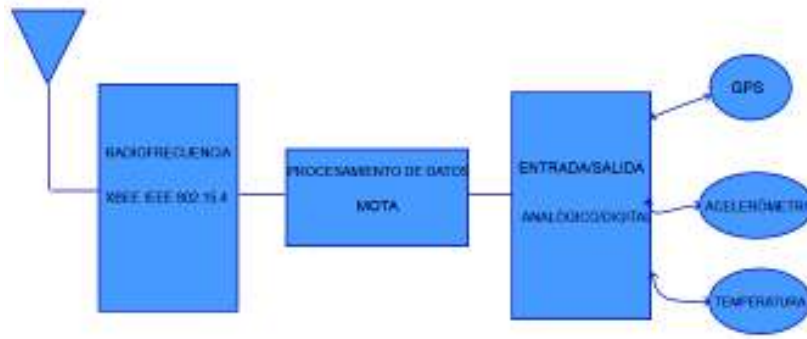 RADIOFRECUENCIA
XBEE IEEE 802.15.4
PROCESAMIENTO DE DATOS
MOTA
ENTRADA/SALIDA
ANALÓGICO/DIGITAL
GPS
ACELERÓMETRO
TEMPERATURA